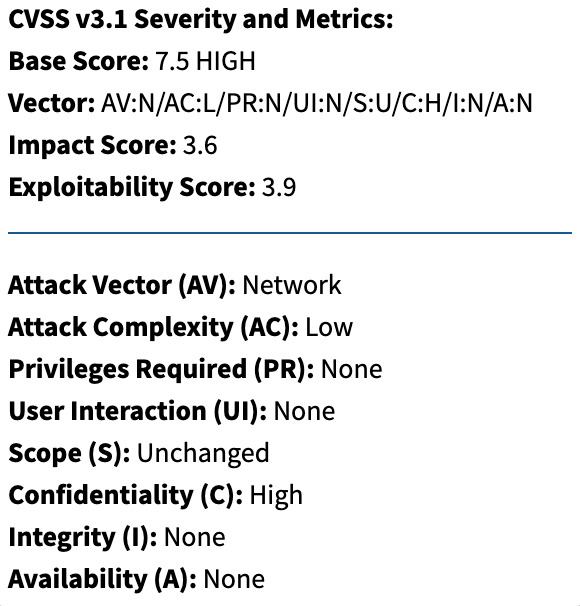 CVSS v3.1 Severity and Metrics:
Base Score: 7.5 HIGH
Vector: AV:N/AC:L/PR:N/UI:N/S:U/C:H/I:N/A:N
Impact Score: 3.6
Exploitability Score: 3.9
Attack Vector (AV): Network
Attack Complexity (AC): Low
Privileges Required (PR): None
User Interaction (UI): None
Scope (S): Unchanged
Confidentiality (C): High
Integrity (I): None
Availability (A): None